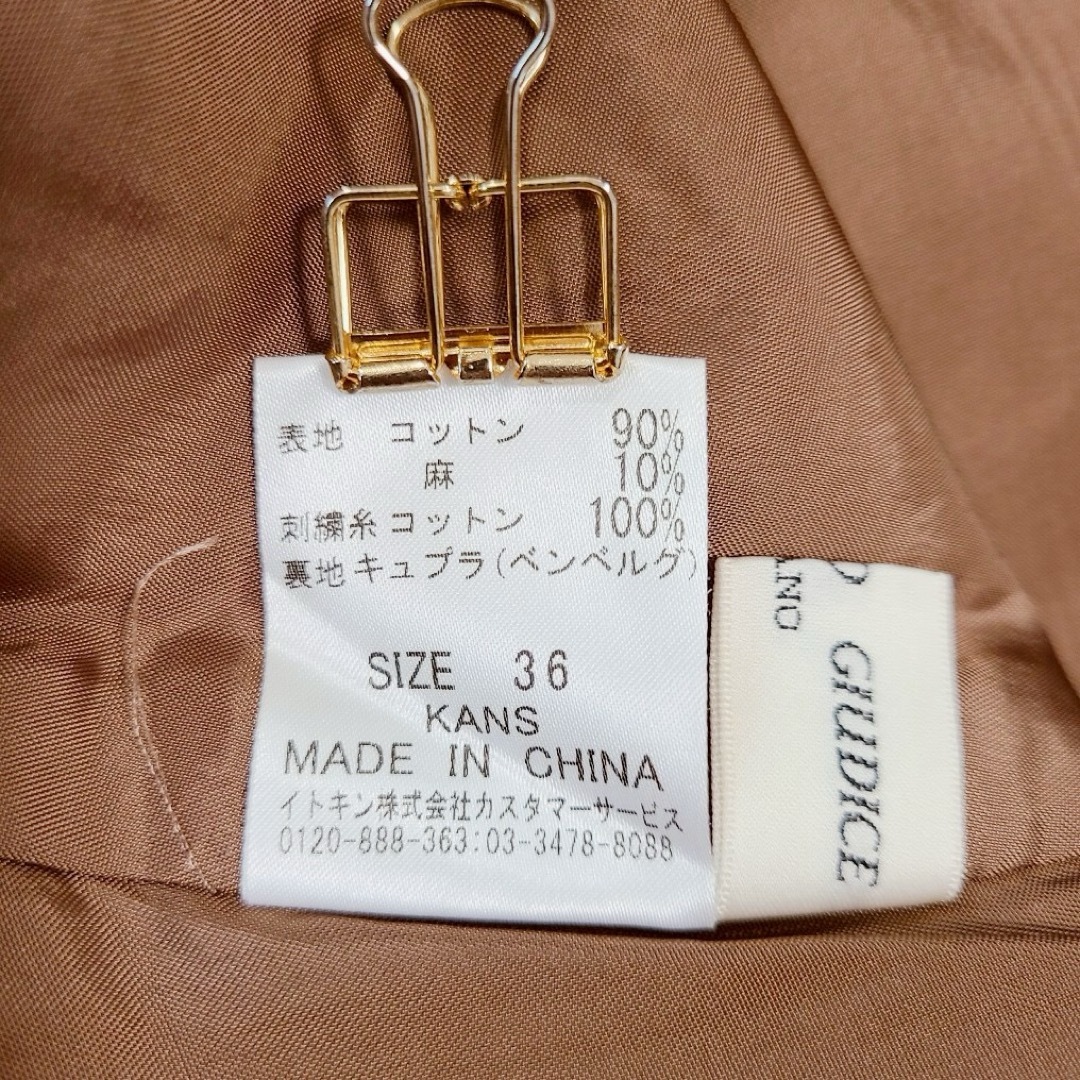 表地 コットン 90%
麻 10%
刺繍糸 コットン 100%
裏地 キュプラ(ベンベルグ)
SIZE 36
KANS
MADE IN CHINA
イトキン株式会社カスタマーサービス
0120-888-363:03-3478-8088
GIUDICE